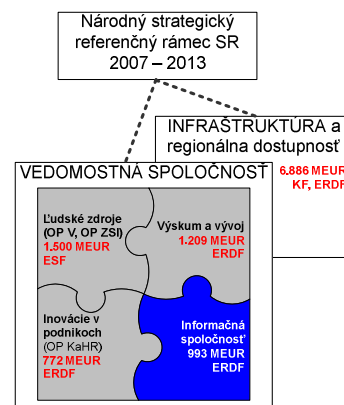 Národný strategický
referenčný rámec SR
2007 – 2013
INFRAŠTRUKTÚRA a
regionálna dostupnosť
6.886 MEUR
KF, ERDF
VEDOMOSTNÁ SPOLOČNOSŤ
Ľudské zdroje
(OP V, OP ZSI)
1.500 MEUR
ESF
Výskum a vývoj
1.209 MEUR
ERDF
Inovácie v
podnikoch
(OP KaHR)
772 MEUR
ERDF
Informačná
spoločnosť
993 MEUR
ERDF